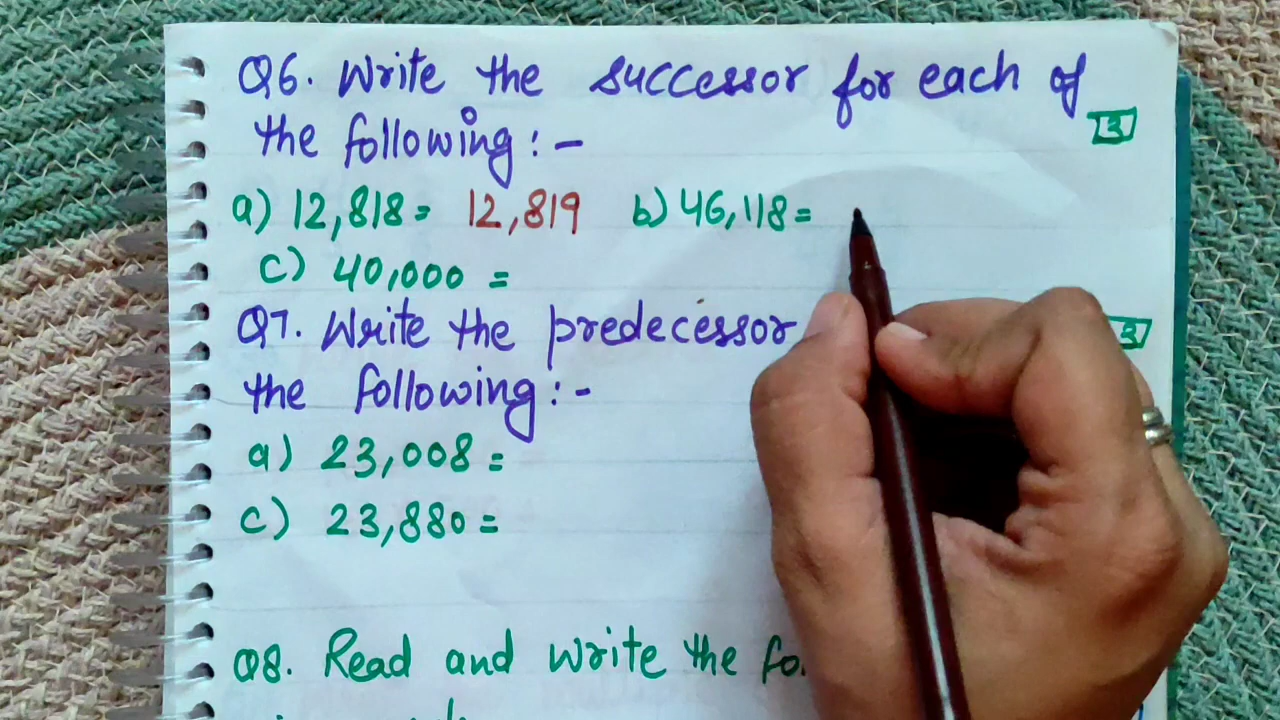 Q6. Write the successor for each of
the following :-
3
a) 12,818 = 12,819 b) 46,118 =
c) 40,000 =
Q7. Write the predecessor
3
the following :-
a) 23,008 =
c) 23,880 =
Q8. Read and write the